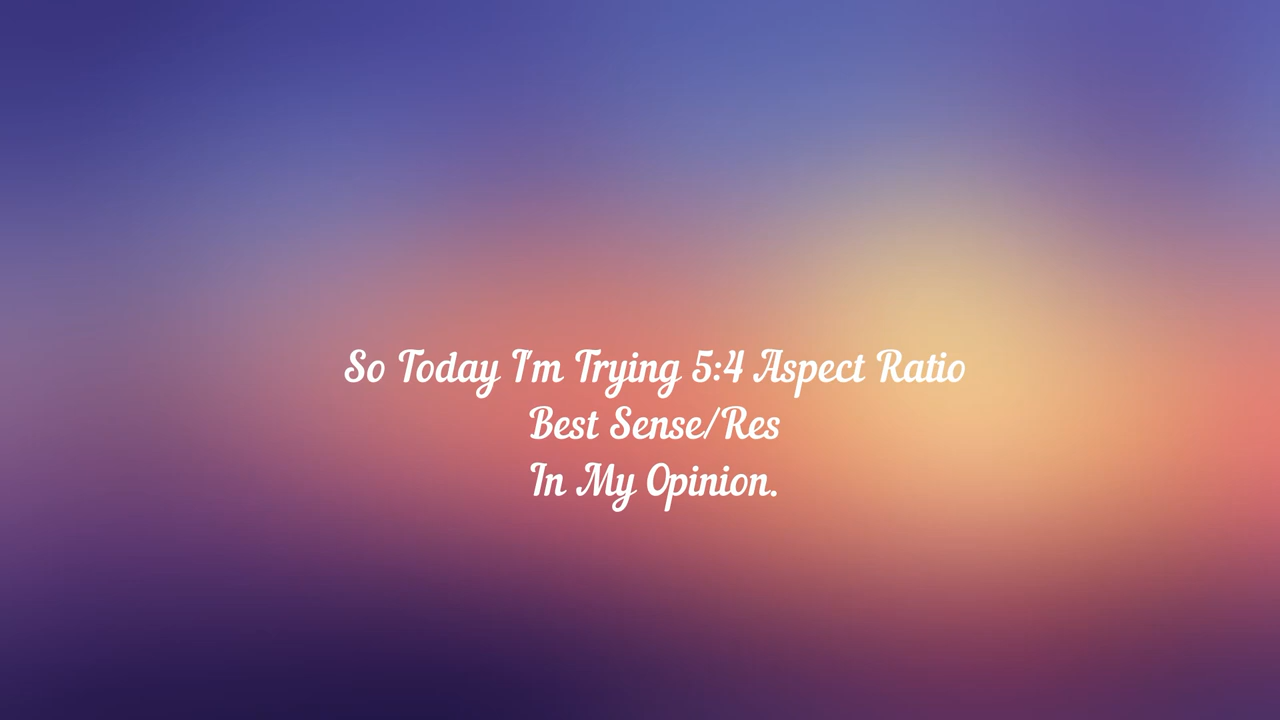 So Today I'm Trying 5:4 Aspect Ratio
Best Sense/Res
In My Opinion.